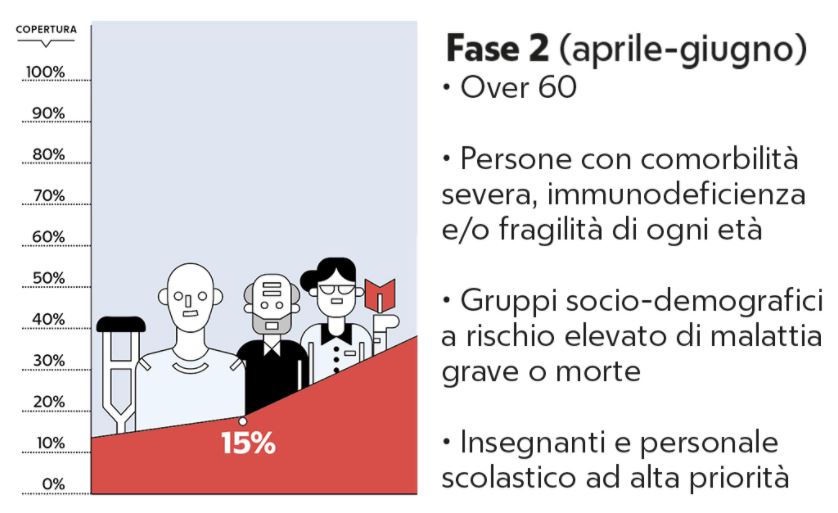 COPERTURA
100%
90%
80%
70%
60%
50%
40%
30%
20%
10%
0%
15%
Fase 2 (aprile-giugno)
• Over 60
• Persone con comorbilità
severa, immunodeficienza
e/o fragilità di ogni età
• Gruppi socio-demografici
a rischio elevato di malattia
grave o morte
• Insegnanti e personale
scolastico ad alta priorità